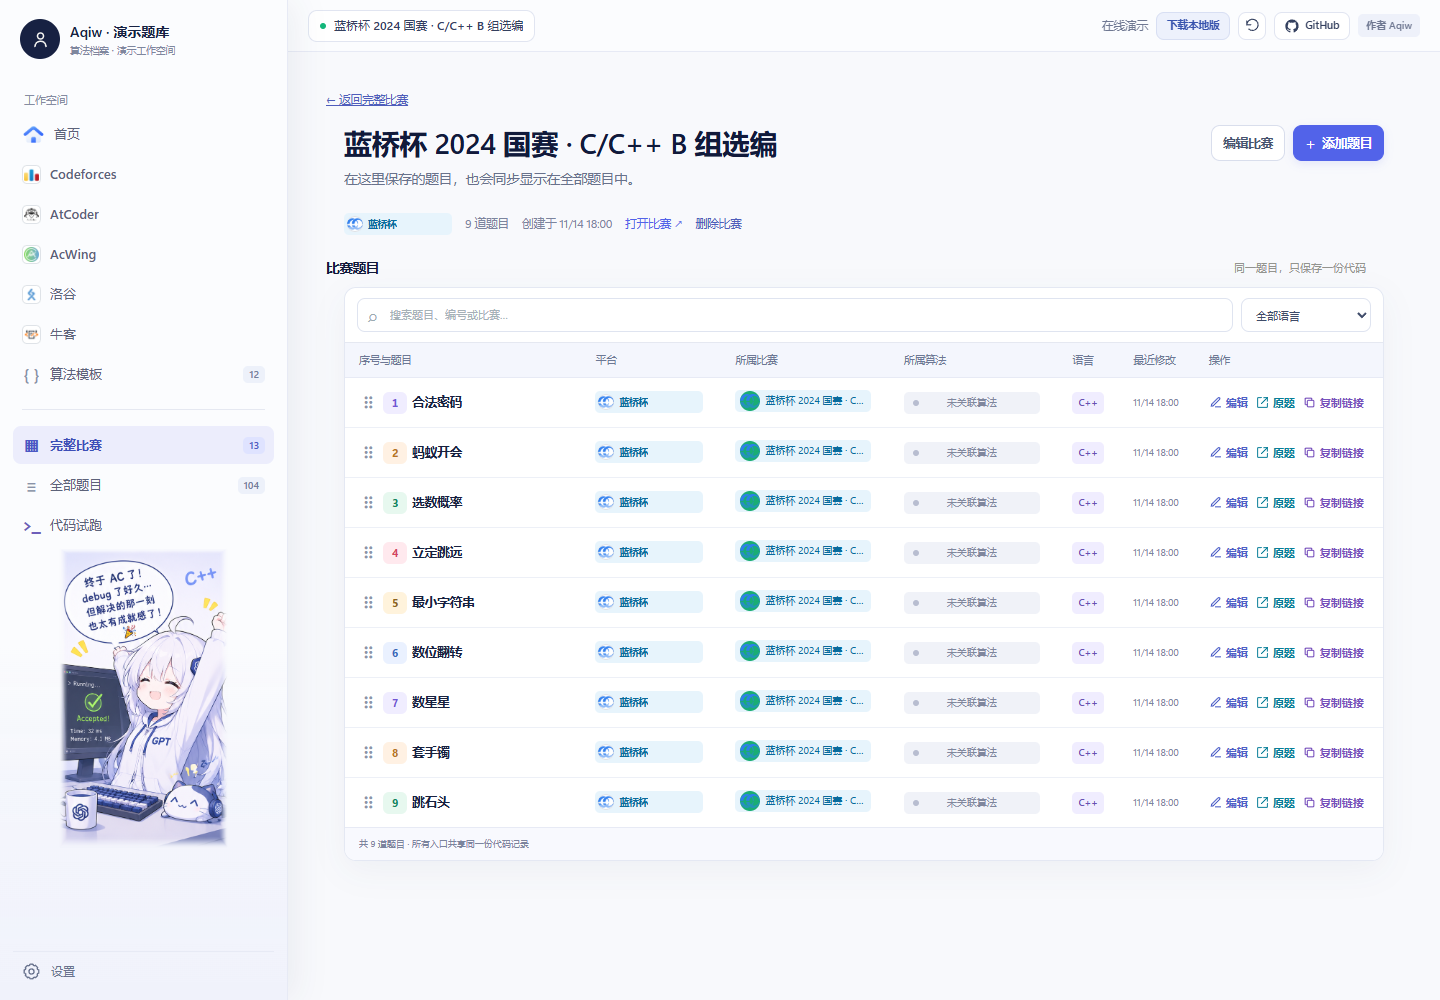 Aqiw · 演示题库
算法档案 · 演示工作空间
工作空间
首页
Codeforces
AtCoder
AcWing
洛谷
牛客
{ } 算法模板 12
完整比赛 13
全部题目 104
>_ 代码试跑
终于 AC 了！
debug 了好久…
但解决的那一刻
也太有成就感了！
C++
> Running...
Accepted!
Time: 32 ms
Memory: 4.2 MB
GPT
设置
蓝桥杯 2024 国赛 · C/C++ B 组选编
在线演示
下载本地版
GitHub
作者 Aqiw
← 返回完整比赛
蓝桥杯 2024 国赛 · C/C++ B 组选编
编辑比赛
+ 添加题目
在这里保存的题目，也会同步显示在全部题目中。
蓝桥杯 9 道题目 创建于 11/14 18:00 打开比赛 ↗ 删除比赛
比赛题目
同一题目，只保存一份代码
搜索题目、编号或比赛...
全部语言
序号与题目 平台 所属比赛 所属算法 语言 最近修改 操作
1 合法密码 蓝桥杯 蓝桥杯 2024 国赛 · C... 未关联算法 C++ 11/14 18:00 编辑 原题 复制链接
2 蚂蚁开会 蓝桥杯 蓝桥杯 2024 国赛 · C... 未关联算法 C++ 11/14 18:00 编辑 原题 复制链接
3 选数概率 蓝桥杯 蓝桥杯 2024 国赛 · C... 未关联算法 C++ 11/14 18:00 编辑 原题 复制链接
4 立定跳远 蓝桥杯 蓝桥杯 2024 国赛 · C... 未关联算法 C++ 11/14 18:00 编辑 原题 复制链接
5 最小字符串 蓝桥杯 蓝桥杯 2024 国赛 · C... 未关联算法 C++ 11/14 18:00 编辑 原题 复制链接
6 数位翻转 蓝桥杯 蓝桥杯 2024 国赛 · C... 未关联算法 C++ 11/14 18:00 编辑 原题 复制链接
7 数星星 蓝桥杯 蓝桥杯 2024 国赛 · C... 未关联算法 C++ 11/14 18:00 编辑 原题 复制链接
8 套手镯 蓝桥杯 蓝桥杯 2024 国赛 · C... 未关联算法 C++ 11/14 18:00 编辑 原题 复制链接
9 跳石头 蓝桥杯 蓝桥杯 2024 国赛 · C... 未关联算法 C++ 11/14 18:00 编辑 原题 复制链接
共 9 道题目 · 所有入口共享同一份代码记录